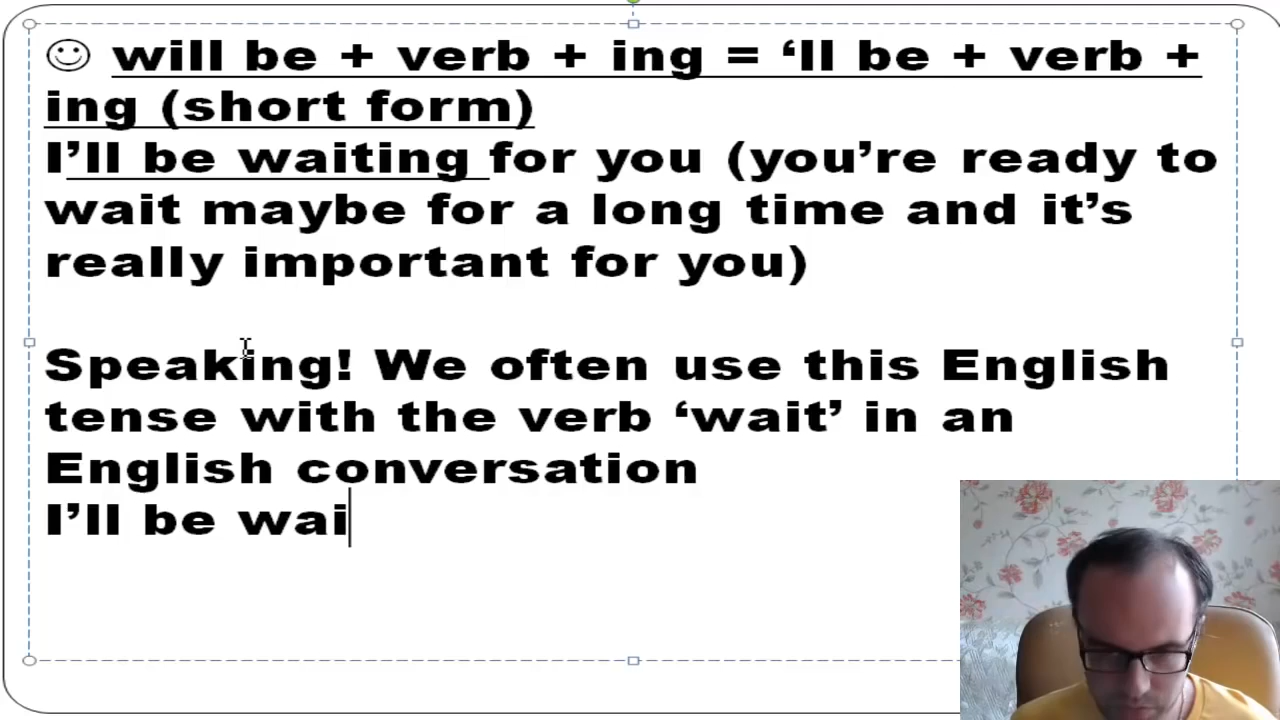 ☺ will be + verb + ing = ‘ll be + verb +
ing (short form)
I’ll be waiting for you (you’re ready to
wait maybe for a long time and it’s
really important for you)
Speaking! We often use this English
tense with the verb ‘wait’ in an
English conversation
I’ll be wai